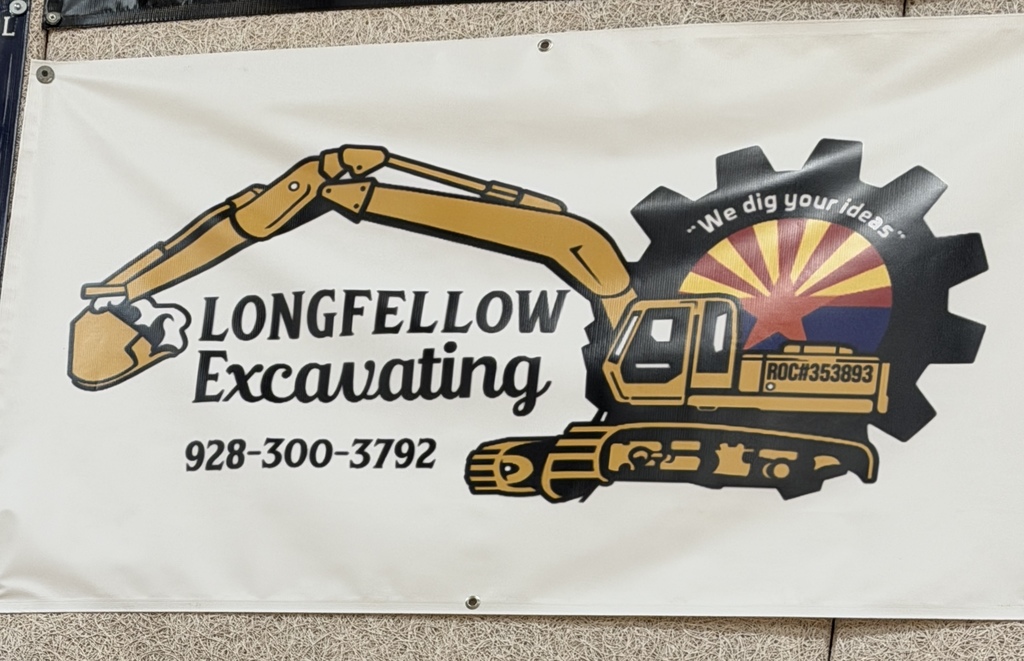 L
"We dig your ideas"
LONGFELLOW
Excavating
ROC#353893
928-300-3792